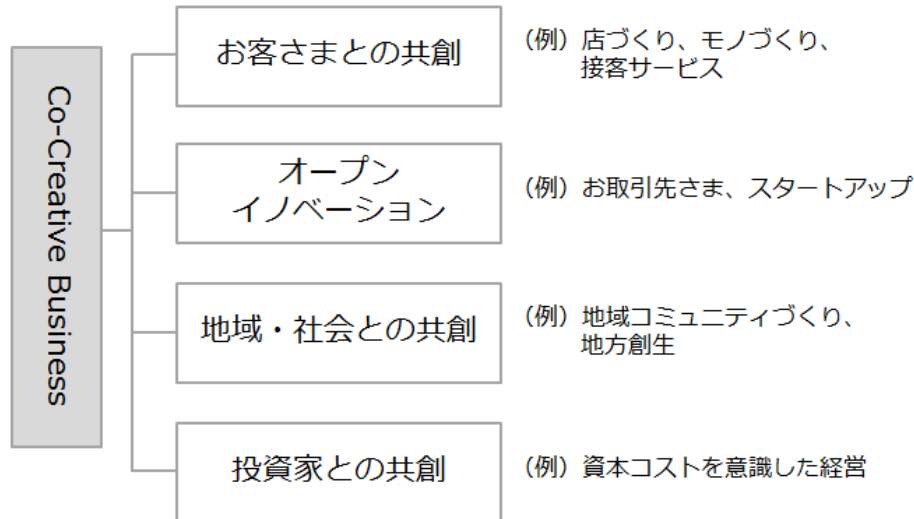 Co-Creative Business
お客さまとの共創
（例）店づくり、モノづくり、
接客サービス
オープン
イノベーション
（例）お取引先さま、スタートアップ
地域・社会との共創
（例）地域コミュニティづくり、
地方創生
投資家との共創
（例）資本コストを意識した経営